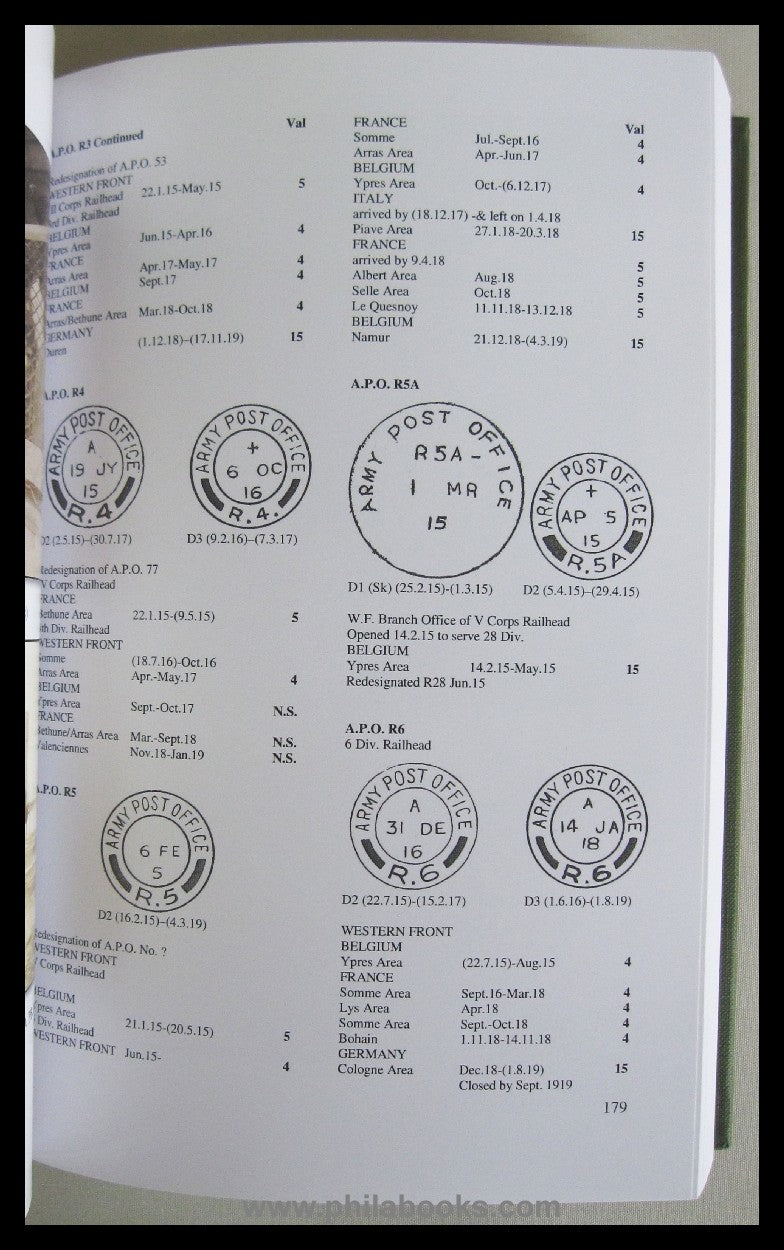 A.P.O. R3 Continued Val
Redesignation of A.P.O. 53
WESTERN FRONT
Corps Railhead 22.1.15-May.15 5
Div. Railhead
BELGIUM
Ypres Area Jun.15-Apr.16 4
FRANCE
Arras Area Apr.17-May.17 4
BELGIUM Sept.17 4
FRANCE
Arras/Bethune Area Mar.18-Oct.18 4
GERMANY
Duren (1.12.18)–(17.11.19) 15
A.P.O. R4
ARMY POST OFFICE
A
19 JY
15
R.4
ARMY POST OFFICE
+
6 OC
16
R.4.
D2 (2.5.15)–(30.7.17) D3 (9.2.16)–(7.3.17)
Redesignation of A.P.O. 77
V Corps Railhead
FRANCE
Bethune Area 22.1.15-(9.5.15) 5
Div. Railhead
WESTERN FRONT
Somme (18.7.16)-Oct.16
Arras Area Apr.-May.17 4
BELGIUM
Ypres Area Sept.-Oct.17 N.S.
FRANCE
Bethune/Arras Area Mar.-Sept.18 N.S.
Valenciennes Nov.18-Jan.19 N.S.
A.P.O. R5
ARMY POST OFFICE
6 FE
5
R.5
D2 (16.2.15)–(4.3.19)
Redesignation of A.P.O. No. ?
WESTERN FRONT
Corps Railhead
BELGIUM
Ypres Area 21.1.15-(20.5.15) 5
Div. Railhead
WESTERN FRONT Jun.15- 4
FRANCE Val
Somme Jul.-Sept.16 4
Arras Area Apr.-Jun.17 4
BELGIUM
Ypres Area Oct.-(6.12.17) 4
ITALY
arrived by (18.12.17) -& left on 1.4.18
Piave Area 27.1.18-20.3.18 15
FRANCE
arrived by 9.4.18 5
Albert Area Aug.18 5
Selle Area Oct.18 5
Le Quesnoy 11.11.18-13.12.18 5
BELGIUM
Namur 21.12.18-(4.3.19) 15
A.P.O. R5A
ARMY POST OFFICE
R5A-
1 MR
15
ARMY POST OFFICE
+
AP 5
15
R.5A
D1 (Sk) (25.2.15)-(1.3.15) D2 (5.4.15)–(29.4.15)
W.F. Branch Office of V Corps Railhead
Opened 14.2.15 to serve 28 Div.
BELGIUM
Ypres Area 14.2.15-May.15 15
Redesignated R28 Jun.15
A.P.O. R6
6 Div. Railhead
ARMY POST OFFICE
A
31 DE
16
R.6
ARMY POST OFFICE
A
14 JA
18
R.6
D2 (22.7.15)-(15.2.17) D3 (1.6.16)-(1.8.19)
WESTERN FRONT
BELGIUM
Ypres Area (22.7.15)-Aug.15 4
FRANCE
Somme Area Sept.16-Mar.18 4
Lys Area Apr.18 4
Somme Area Sept.-Oct.18 4
Bohain 1.11.18-14.11.18 4
GERMANY
Cologne Area Dec.18-(1.8.19) 15
Closed by Sept. 1919
179
www.philabooks.com